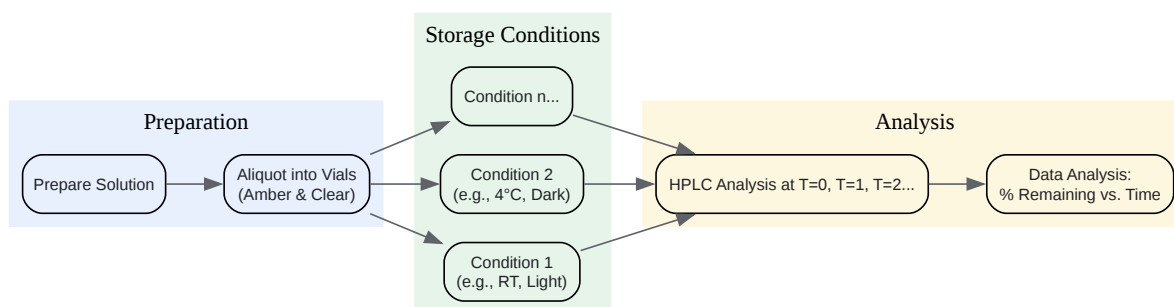 Storage Conditions
Preparation
Prepare Solution
Aliquot into Vials
(Amber & Clear)
Condition n...
Condition 2
(e.g., 4°C, Dark)
Condition 1
(e.g., RT, Light)
Analysis
HPLC Analysis at T=0, T=1, T=2...
Data Analysis:
% Remaining vs. Time